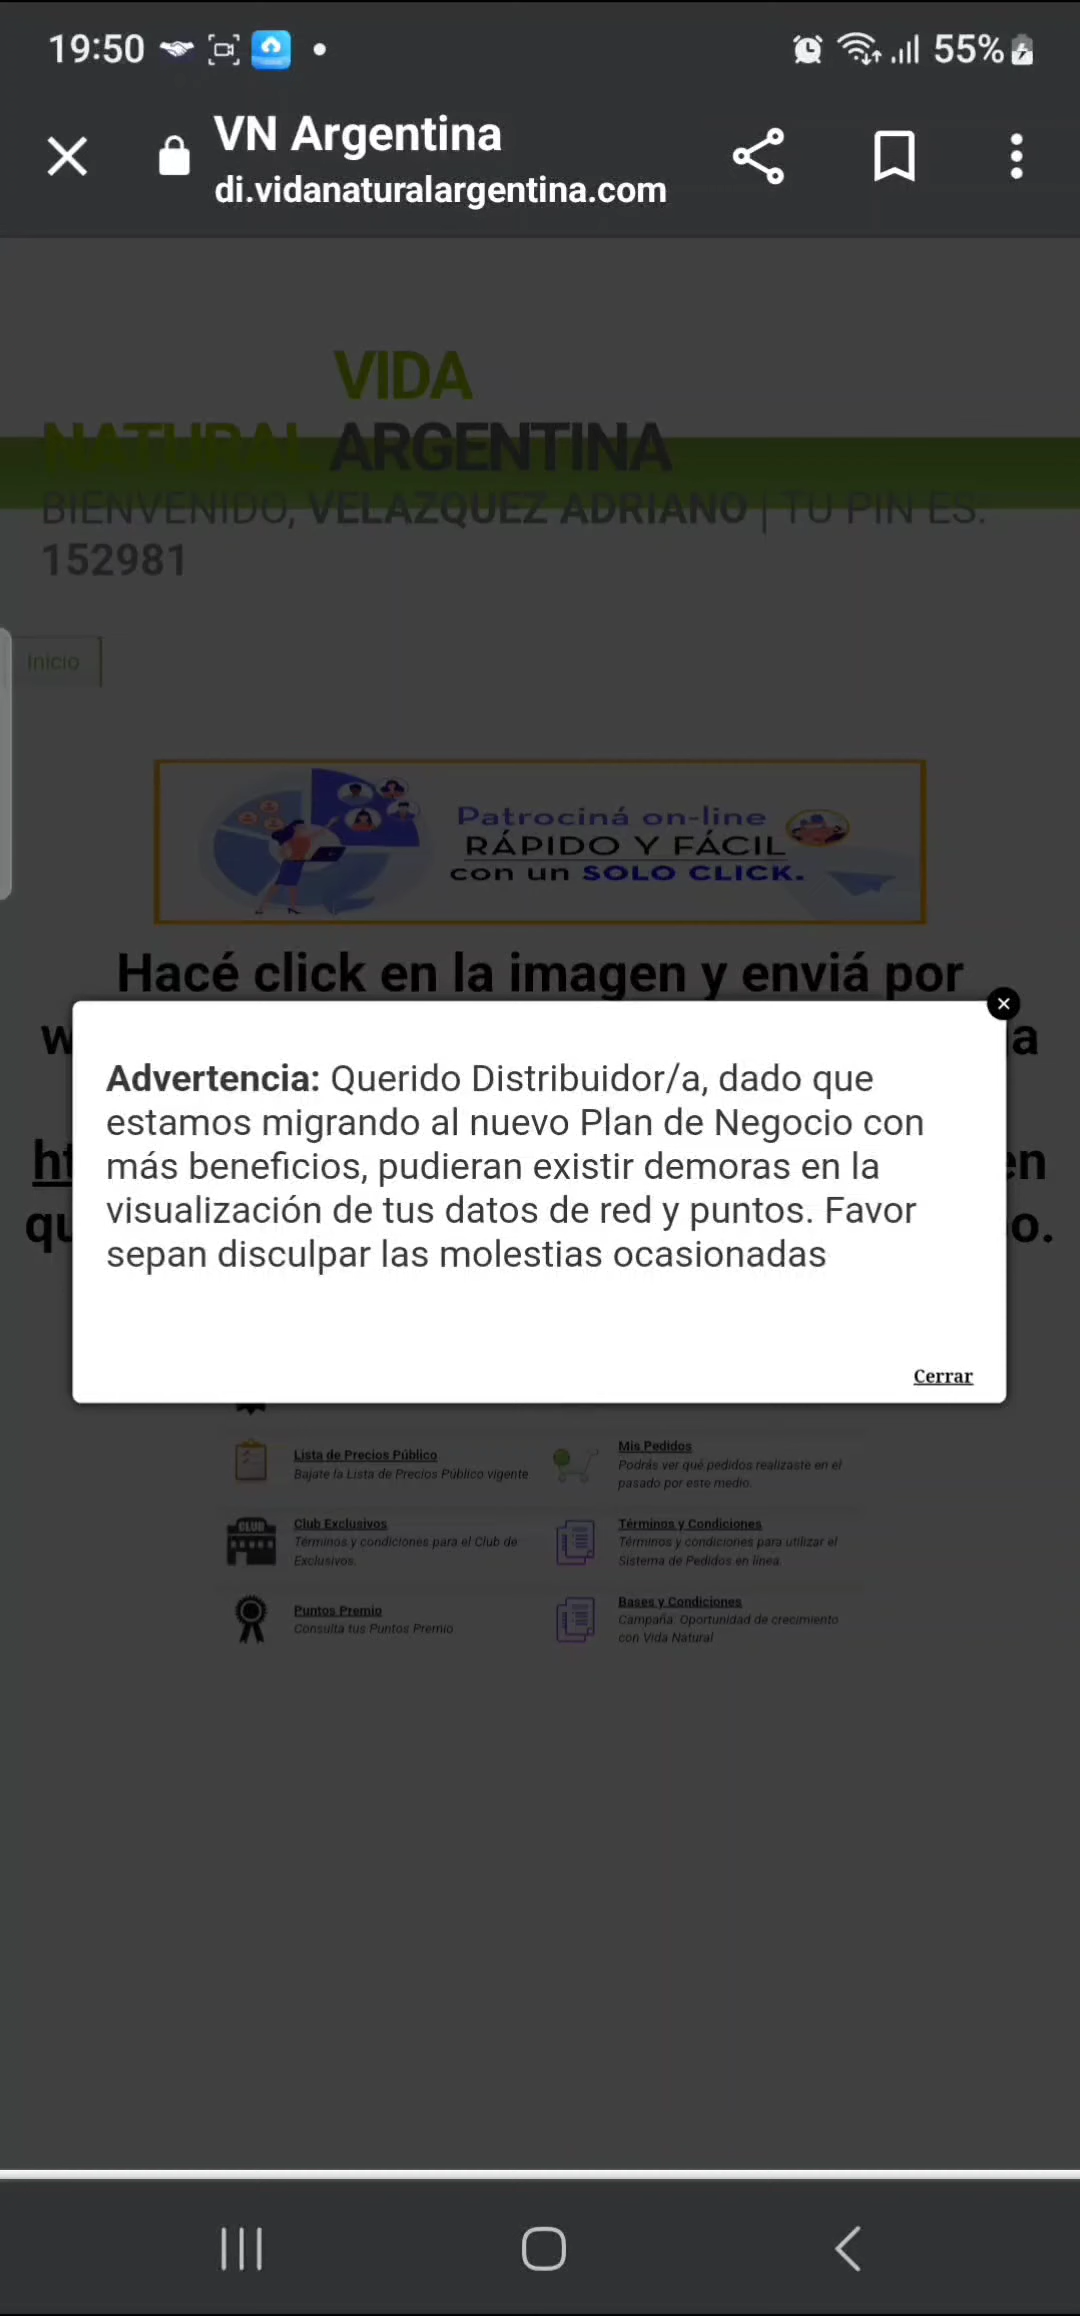 19:50
55%
VN Argentina
di.vidanaturalargentina.com
VIDA
NATURAL ARGENTINA
BIENVENIDO, VELAZQUEZ ADRIANO | TU PIN ES:
152981
Inicio
Patrociná on-line
RÁPIDO Y FÁCIL
con un SOLO CLICK.
Hacé click en la imagen y enviá por
Advertencia: Querido Distribuidor/a, dado que
estamos migrando al nuevo Plan de Negocio con
más beneficios, pudieran existir demoras en la
visualización de tus datos de red y puntos. Favor
sepan disculpar las molestias ocasionadas
Cerrar
Lista de Precios Público
Bajate la Lista de Precios Público vigente
Mis Pedidos
Podrás ver qué pedidos realizaste en el
pasado por este medio.
CLUB
Club Exclusivos
Términos y condiciones para el Club de
Exclusivos.
Términos y Condiciones
Términos y condiciones para utilizar el
Sistema de Pedidos en línea.
Puntos Premio
Consulta tus Puntos Premio
Bases y Condiciones
Campaña: Oportunidad de crecimiento
con Vida Natural